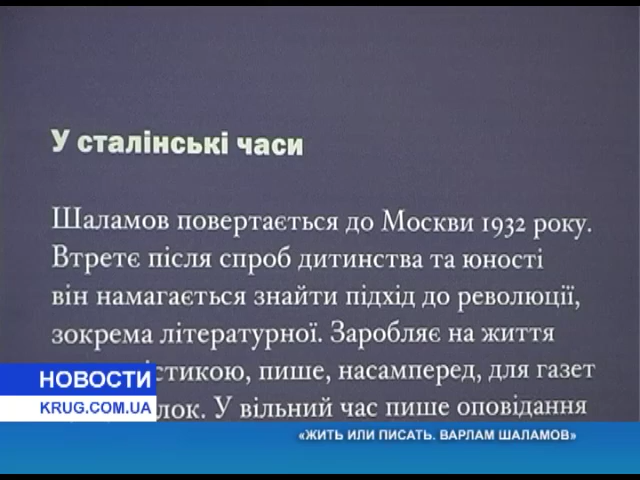 У сталінські часи
Шаламов повертається до Москви 1932 року.
Втретє після спроб дитинства та юності
він намагається знайти підхід до революції,
зокрема літературної. Заробляє на життя
пише, насамперед, для газет
У вільний час пише оповідання
НОВОСТИ
KRUG.COM.UA
«ЖИТЬ ИЛИ ПИСАТЬ. ВАРЛАМ ШАЛАМОВ»